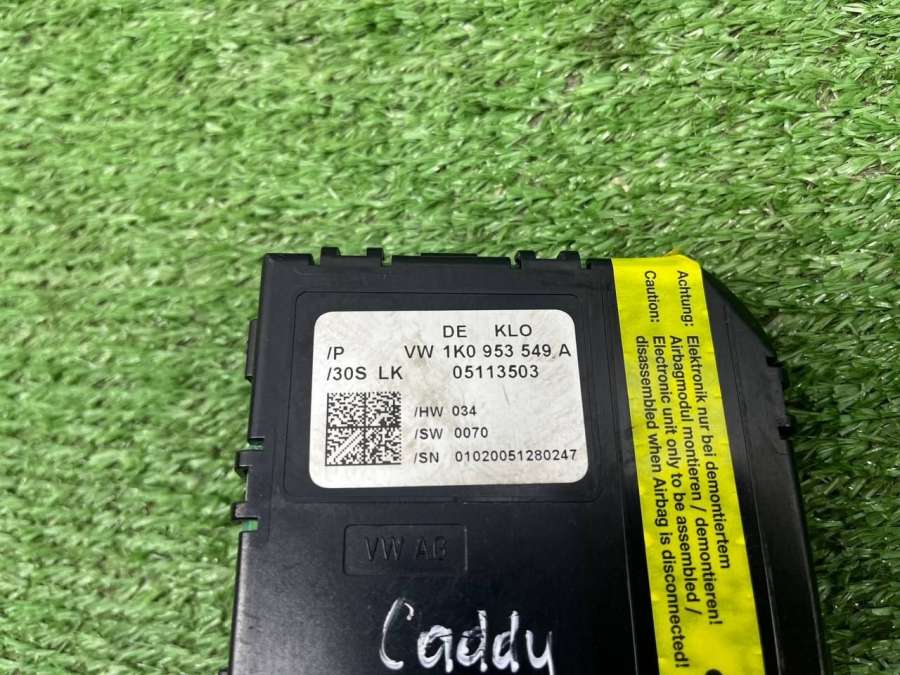 DE KLO
/P VW 1K0 953 549 A
/30S LK 05113503
/HW 034
/SW 0070
/SN 01020051280247
VW AG
Caddy
Achtung: Elektronik nur bei demontiertem
Airbagmodul montieren / demontieren!
Caution: Electronic unit only to be assembled /
disassembled when Airbag is disconnected!